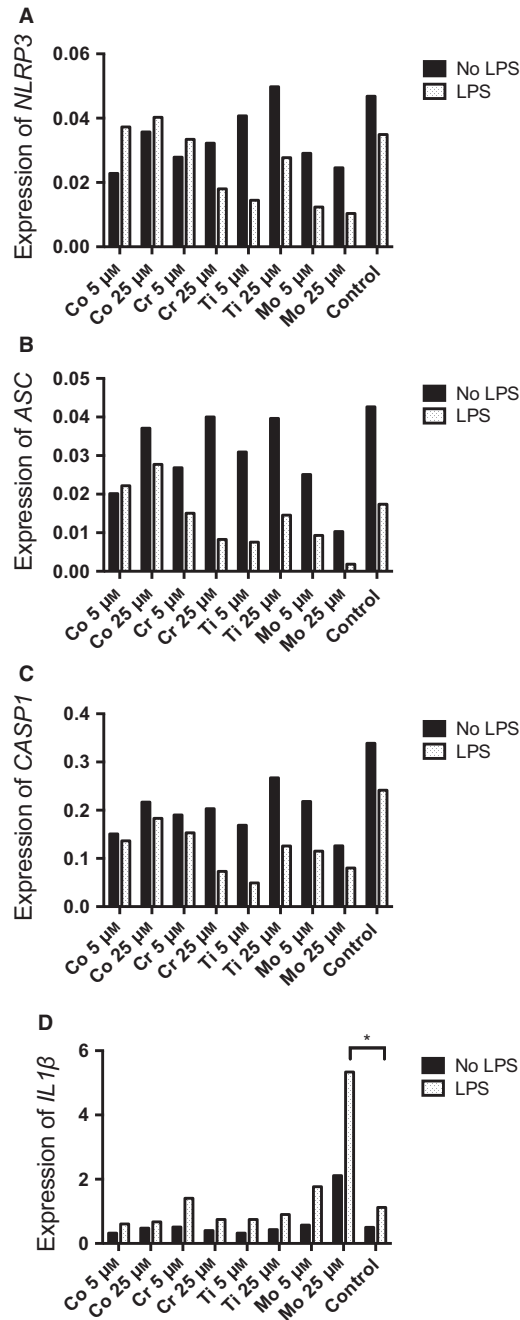 A
Expression of NLRP3
0.06
0.04
0.02
0.00
Co 5 µM
Co 25 µM
Cr 5 µM
Cr 25 µM
Ti 5 µM
Ti 25 µM
Mo 5 µM
Mo 25 µM
Control
No LPS
LPS
B
Expression of ASC
0.05
0.04
0.03
0.02
0.01
0.00
Co 5 µM
Co 25 µM
Cr 5 µM
Cr 25 µM
Ti 5 µM
Ti 25 µM
Mo 5 µM
Mo 25 µM
Control
No LPS
LPS
C
Expression of CASP1
0.4
0.3
0.2
0.1
0.0
Co 5 µM
Co 25 µM
Cr 5 µM
Cr 25 µM
Ti 5 µM
Ti 25 µM
Mo 5 µM
Mo 25 µM
Control
No LPS
LPS
D
Expression of IL1β
6
4
2
0
*
Co 5 µM
Co 25 µM
Cr 5 µM
Cr 25 µM
Ti 5 µM
Ti 25 µM
Mo 5 µM
Mo 25 µM
Control
No LPS
LPS